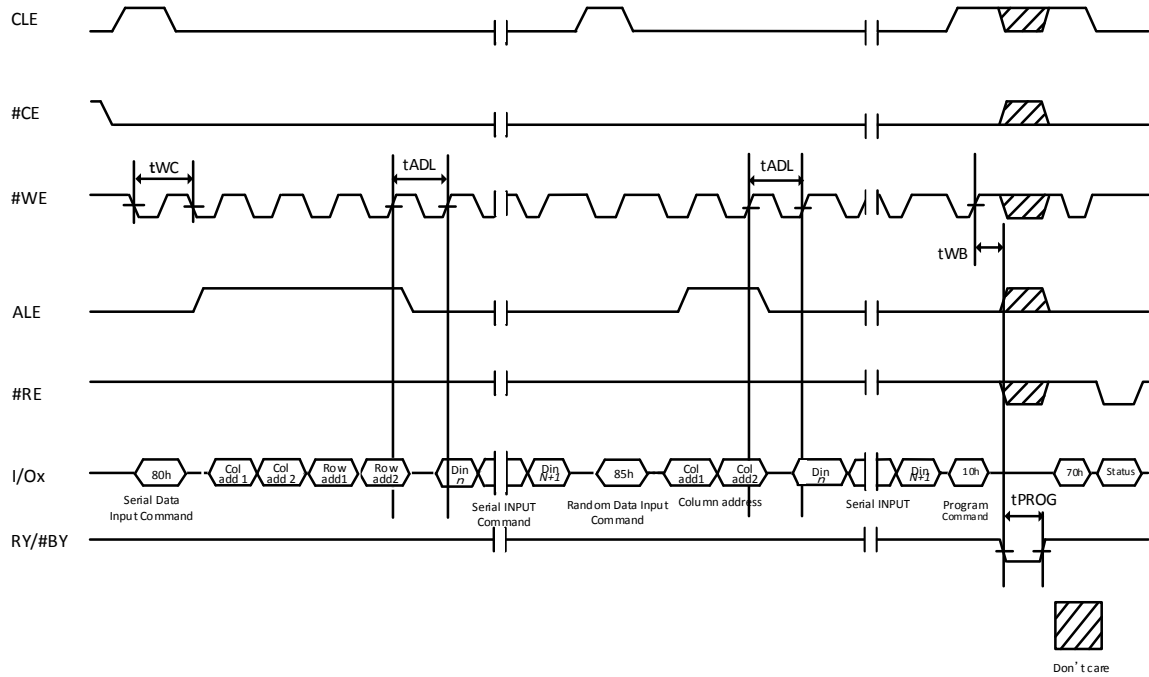 CLE
#CE
tWC
tADL
tADL
#WE
tWB
ALE
#RE
I/Ox
80h
Col
add 1
Col
add 2
Row
add1
Row
add2
Din
n
Din
N+1
85h
Col
add1
Col
add2
Din
n
Din
N+1
10h
70h
Status
Serial Data
Input Command
Serial INPUT
Command
Random Data Input
Command
Column address
Serial INPUT
Program
Command
tPROG
RY/#BY
Don't care